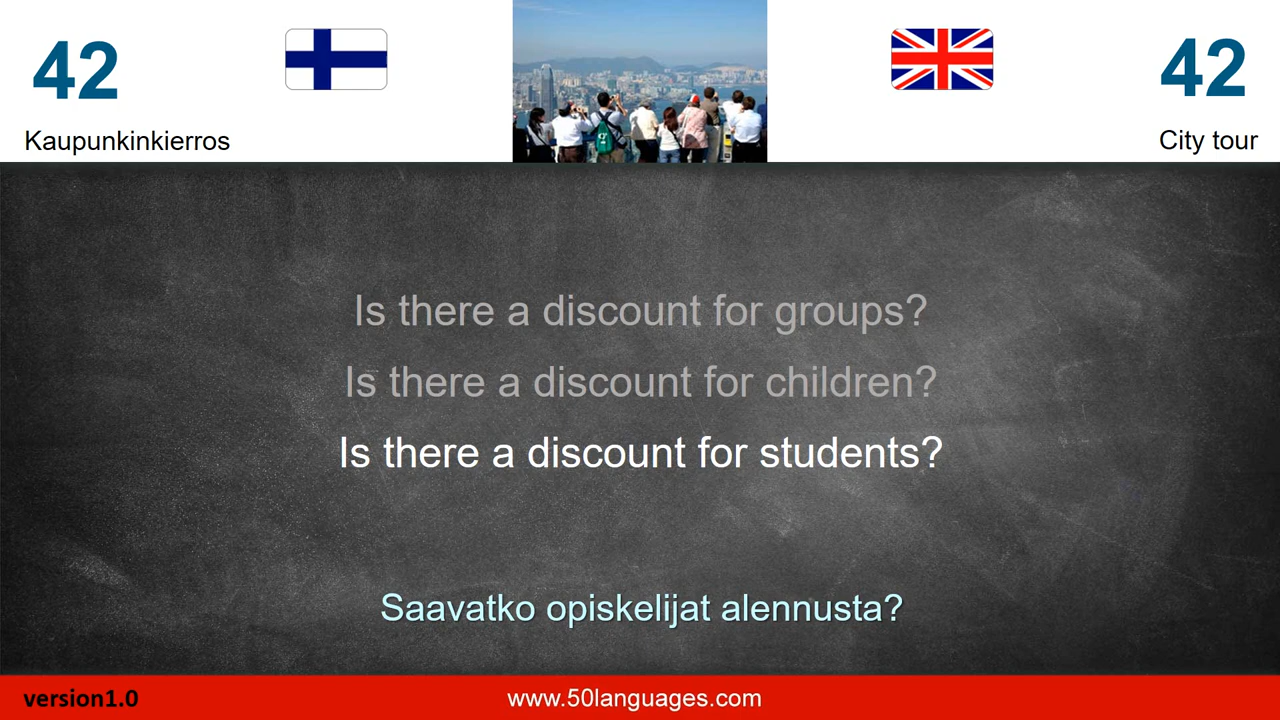 42
42
Kaupunkinkierros
City tour
Is there a discount for groups?
Is there a discount for children?
Is there a discount for students?
Saavatko opiskelijat alennusta?
version1.0
www.50languages.com